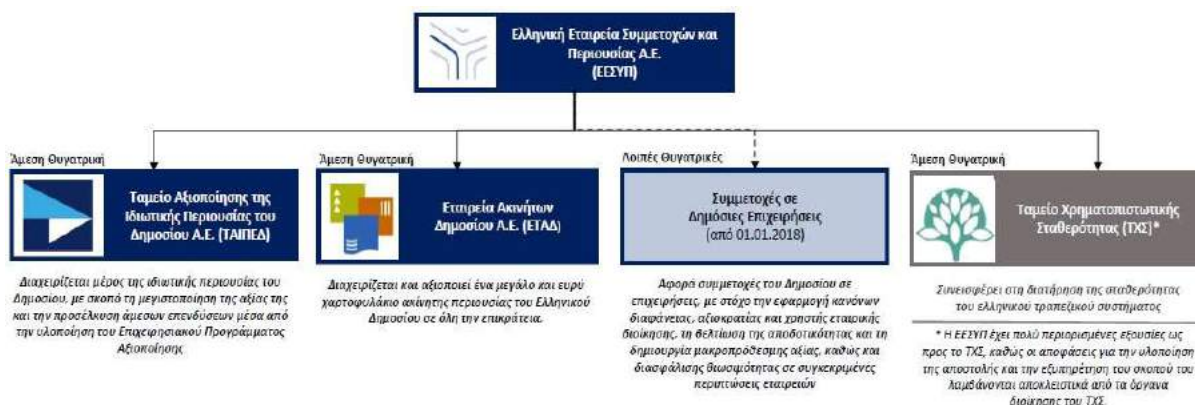 Ελληνική Εταιρεία Συμμετοχών και
Περιουσίας Α.Ε.
(ΕΕΣΥΠ)
Άμεση Θυγατρική
Ταμείο Αξιοποίησης της
Ιδιωτικής Περιουσίας του
Δημοσίου Α.Ε. (ΤΑΙΠΕΔ)
Διαχειρίζεται μέρος της ιδιωτικής περιουσίας του
Δημοσίου, με σκοπό τη μεγιστοποίηση της αξίας της
και την προσέλκυση άμεσων επενδύσεων μέσα από
την υλοποίηση του Επιχειρησιακού Προγράμματος
Αξιοποίησης
Άμεση Θυγατρική
Εταιρεία Ακινήτων
Δημοσίου Α.Ε. (ΕΤΑΔ)
Διαχειρίζεται και αξιοποιεί ένα μεγάλο και ευρύ
χαρτοφυλάκιο ακίνητης περιουσίας του Ελληνικού
Δημοσίου σε όλη την επικράτεια.
Λοιπές Θυγατρικές
Συμμετοχές σε
Δημόσιες Επιχειρήσεις
(από 01.01.2018)
Αφορά συμμετοχές του Δημοσίου σε
επιχειρήσεις, με στόχο την εφαρμογή κανόνων
διαφάνειας, αξιοκρατίας και χρηστής εταιρικής
διοίκησης, τη βελτίωση της αποδοτικότητας και τη
δημιουργία μακροπρόθεσμης αξίας, καθώς και
διασφάλισης βιωσιμότητας σε συγκεκριμένες
περιπτώσεις εταιρειών
Άμεση Θυγατρική
Ταμείο Χρηματοπιστωτικής
Σταθερότητας (ΤΧΣ)*
Συνεισφέρει στη διατήρηση της σταθερότητας
του ελληνικού τραπεζικού συστήματος
* Η ΕΕΣΥΠ έχει πολύ περιορισμένες εξουσίες ως
προς το ΤΧΣ, καθώς οι αποφάσεις για την υλοποίηση
της αποστολής και την εξυπηρέτηση του σκοπού του
λαμβάνονται αποκλειστικά από τα όργανα
διοίκησης του ΤΧΣ.